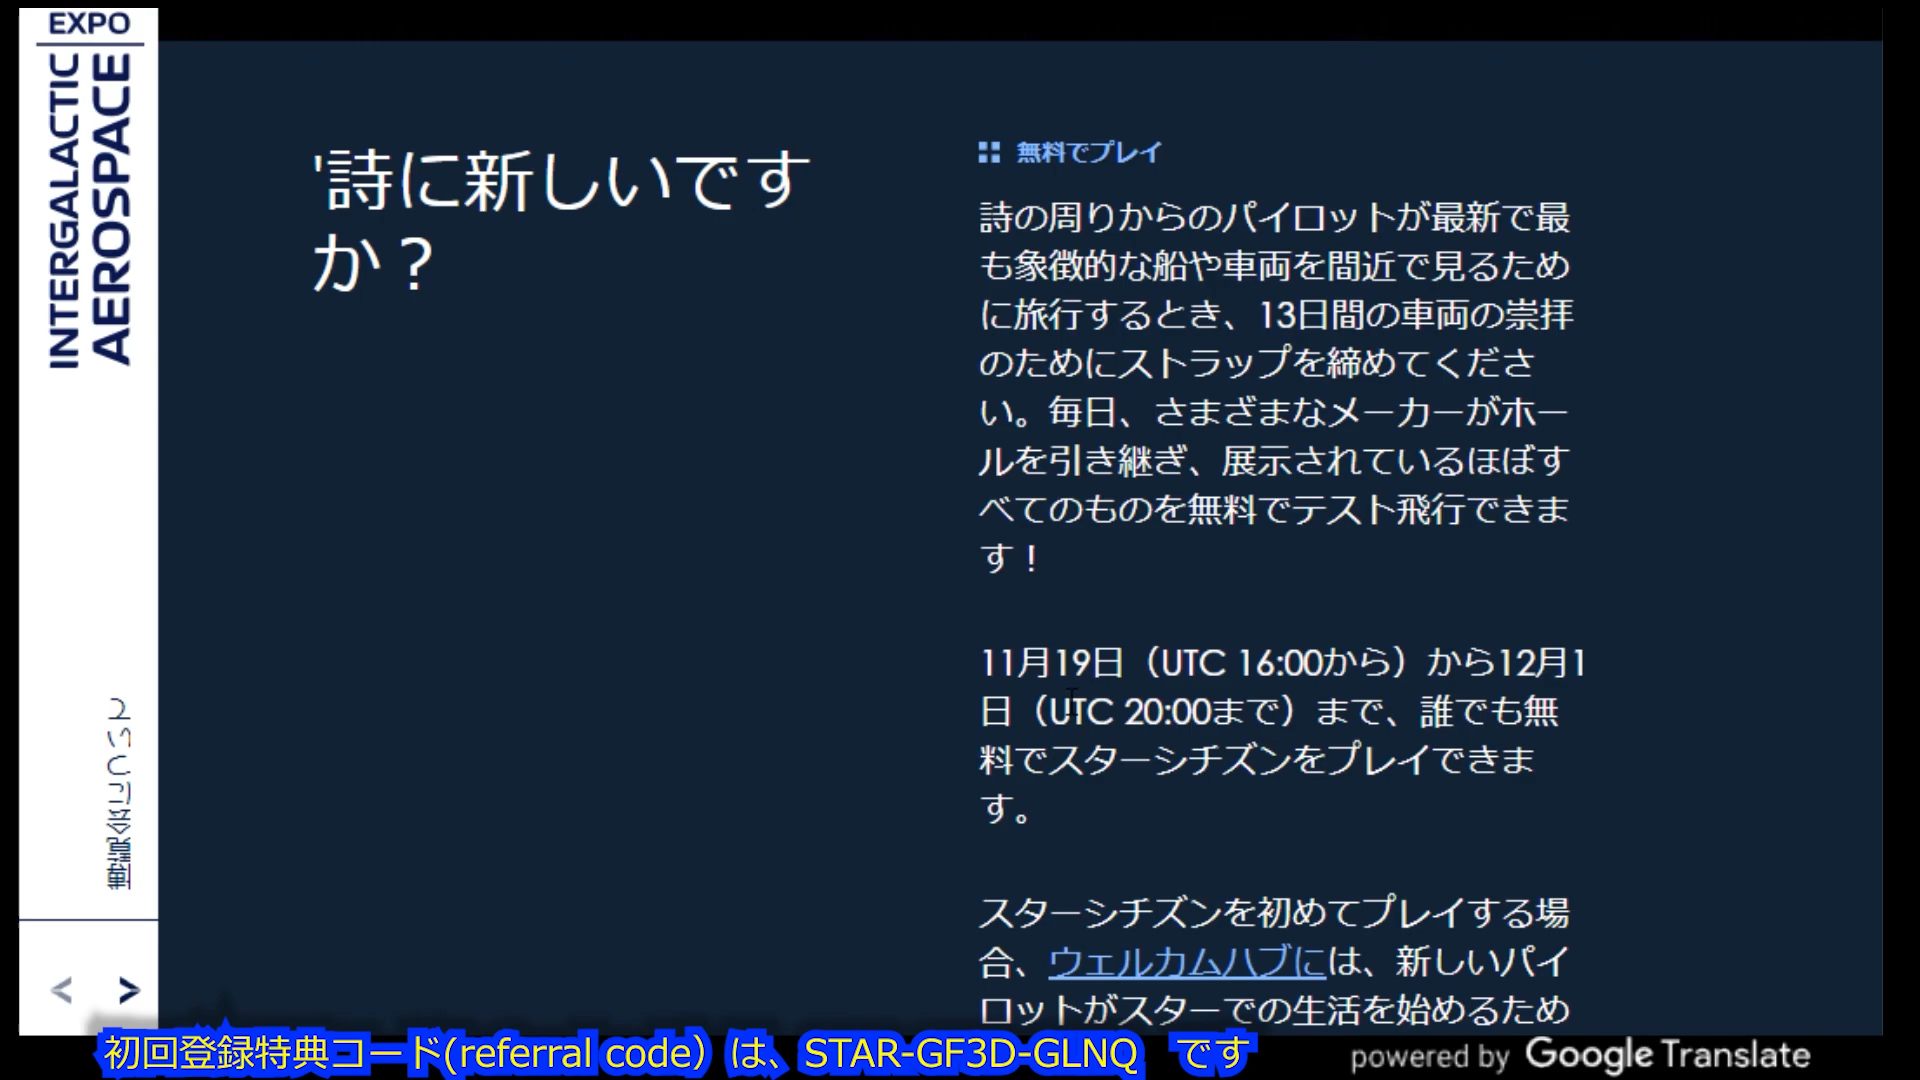 EXPO
INTERGALACTIC
AEROSPACE
'詩に新しいです
か？
無料でプレイ
詩の周りからのパイロットが最新で最
も象徴的な船や車両を間近で見るため
に旅行するとき、13日間の車両の崇拝
のためにストラップを締めてくださ
い。毎日、さまざまなメーカーがホー
ルを引き継ぎ、展示されているほぼす
べてのものを無料でテスト飛行できま
す！
11月19日（UTC 16:00から）から12月1
日（UTC 20:00まで）まで、誰でも無
料でスターシチズンをプレイできま
す。
スターシチズンを初めてプレイする場
合、ウェルカムハブには、新しいパイ
ロットがスターでの生活を始めるため
博覧会について
< >
初回登録特典コード(referral code）は、STAR-GF3D-GLNQ です
powered by Google Translate